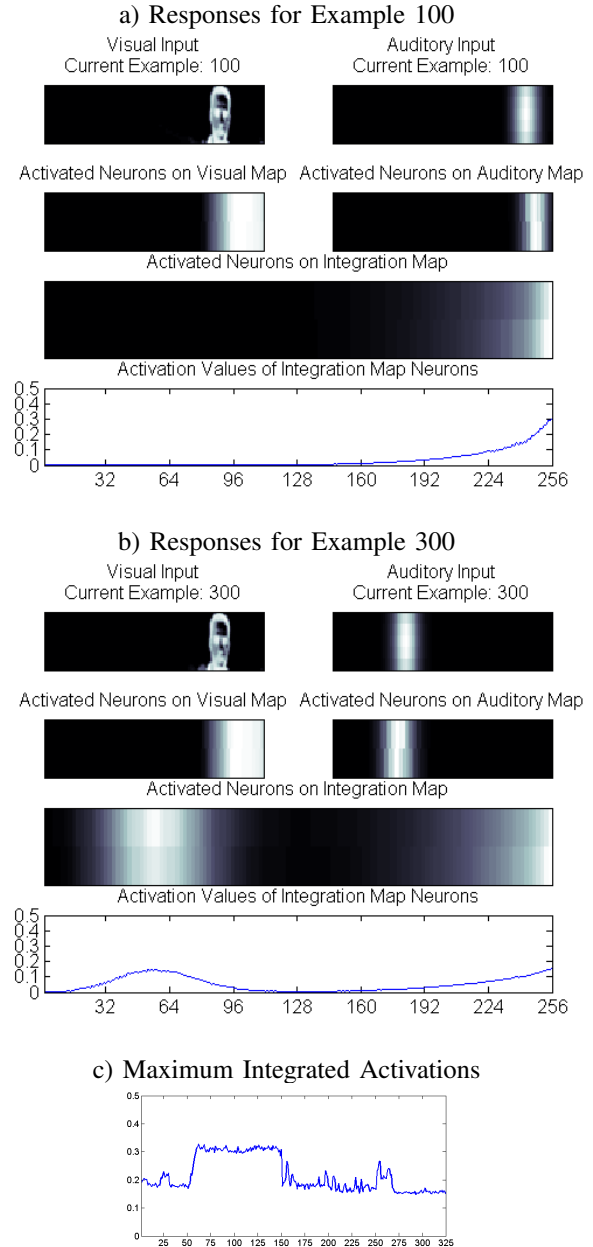 a) Responses for Example 100
Visual Input
Current Example: 100
Auditory Input
Current Example: 100
Activated Neurons on Visual Map
Activated Neurons on Auditory Map
Activated Neurons on Integration Map
Activation Values of Integration Map Neurons
0.5
0.4
0.3
0.2
0.1
0
32 64 96 128 160 192 224 256
b) Responses for Example 300
Visual Input
Current Example: 300
Auditory Input
Current Example: 300
Activated Neurons on Visual Map
Activated Neurons on Auditory Map
Activated Neurons on Integration Map
Activation Values of Integration Map Neurons
0.5
0.4
0.3
0.2
0.1
0
32 64 96 128 160 192 224 256
c) Maximum Integrated Activations
0.5
0.4
0.3
0.2
0.1
0
25 50 75 100 125 150 175 200 225 250 275 300 325